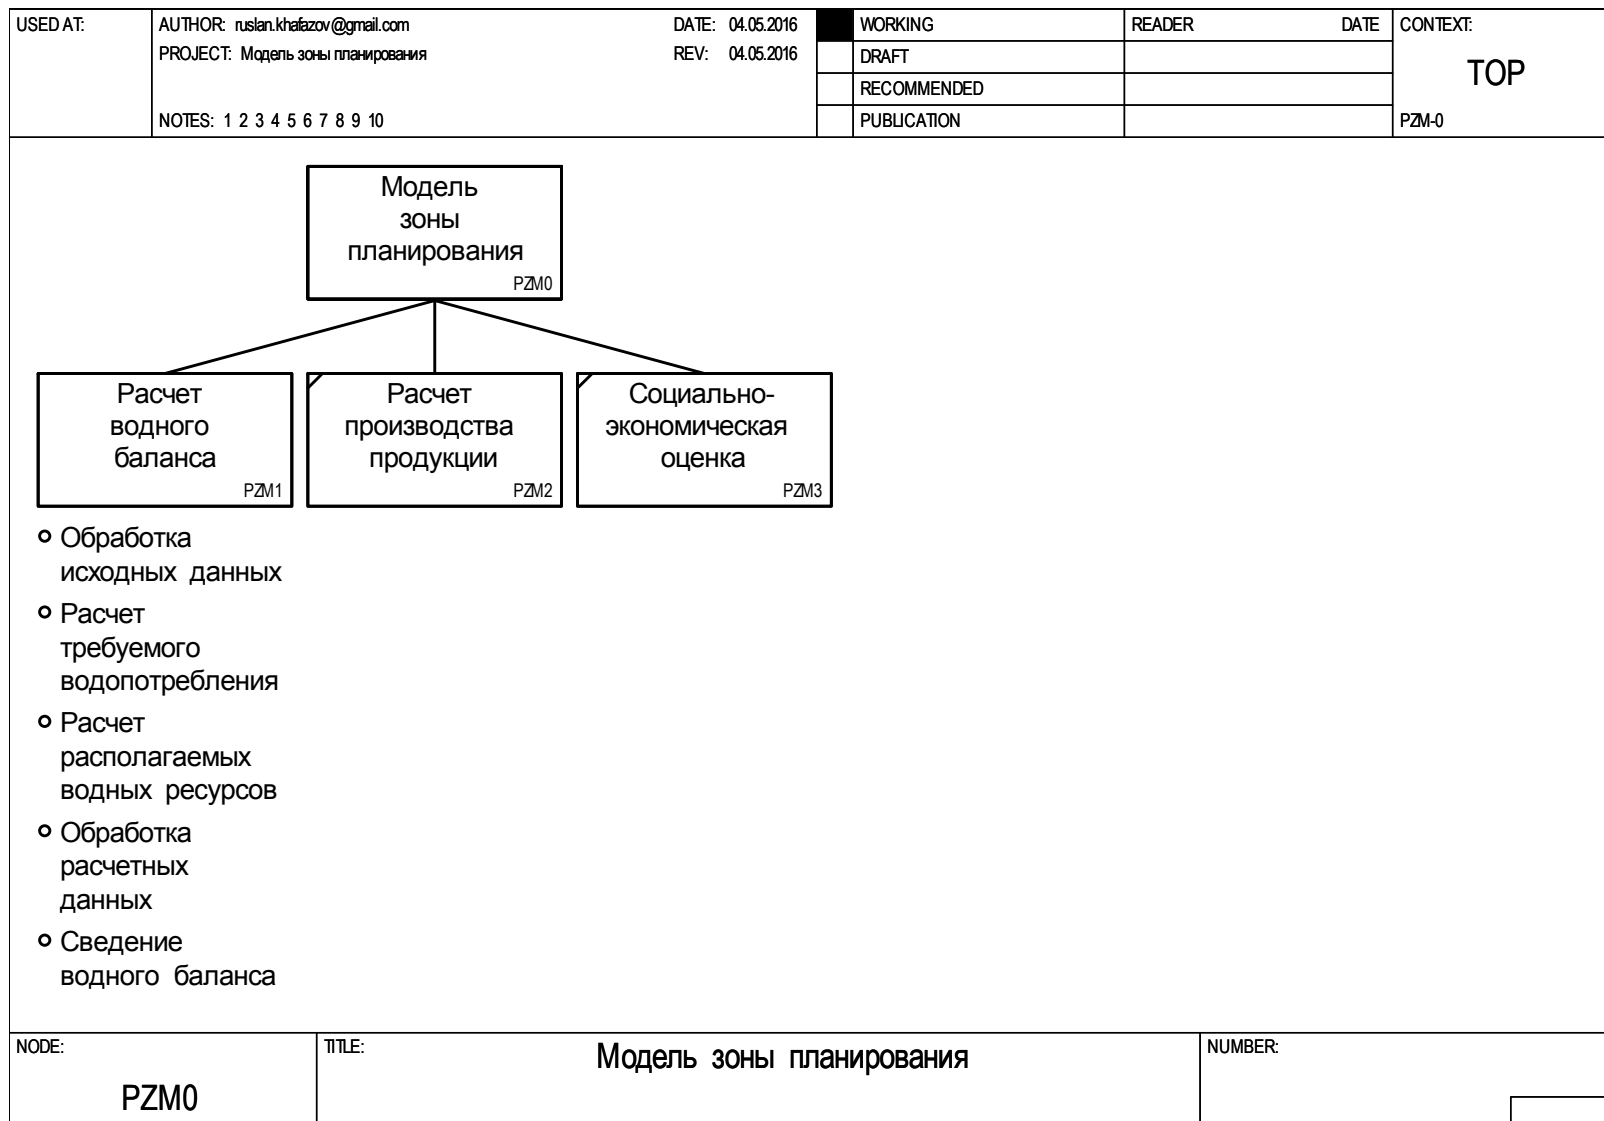 USED AT:
AUTHOR: ruslan.khafazov@gmail.com
DATE: 04.05.2016
PROJECT: Модель зоны планирования
REV: 04.05.2016
NOTES: 1 2 3 4 5 6 7 8 9 10
WORKING
DRAFT
RECOMMENDED
PUBLICATION
READER DATE
CONTEXT:
TOP
PZM-0
Модель
зоны
планирования
PZM0
Расчет
водного
баланса
PZM1
Расчет
производства
продукции
PZM2
Социально-
экономическая
оценка
PZM3
Обработка
исходных данных
Расчет
требуемого
водопотребления
Расчет
располагаемых
водных ресурсов
Обработка
расчетных
данных
Сведение
водного баланса
NODE:
PZM0
TITLE:
Модель зоны планирования
NUMBER: